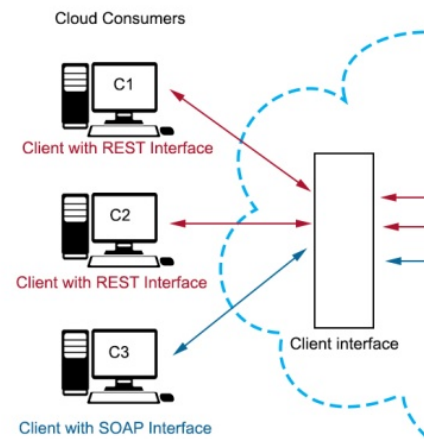 Cloud Consumers
C1
Client with REST Interface
C2
Client with REST Interface
Client interface
C3
Client with SOAP Interface